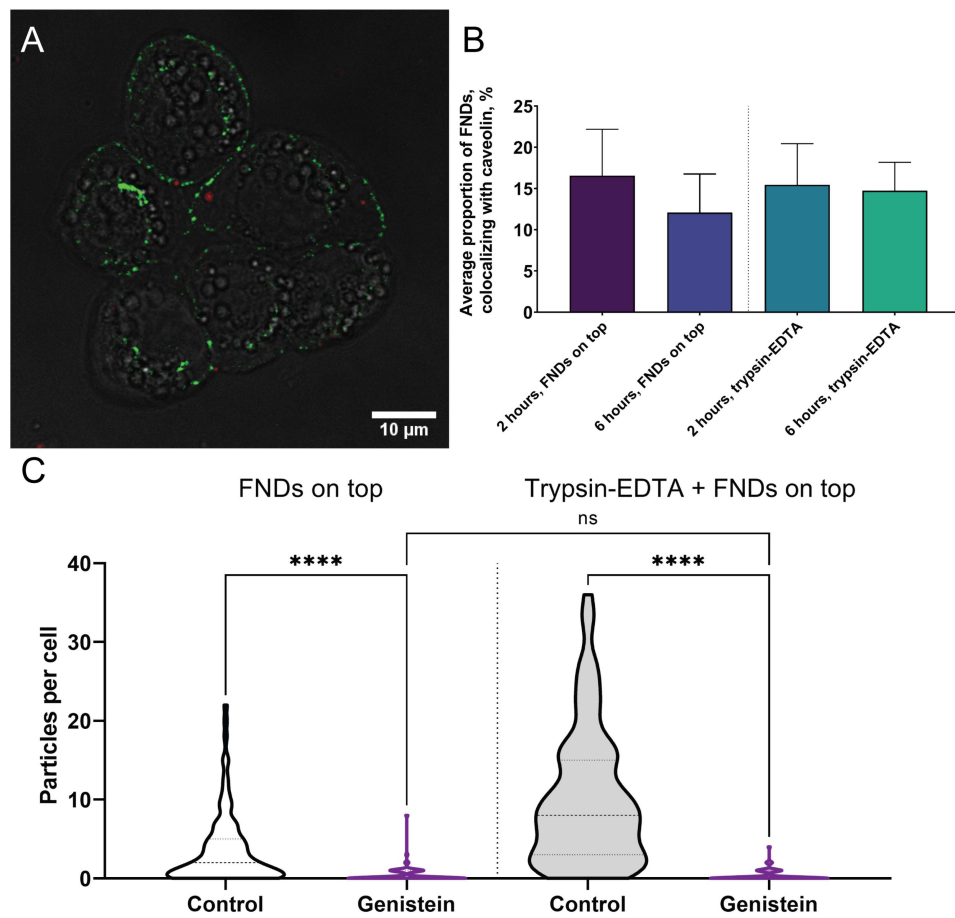 A
10 µm
B
Average proportion of FNDs,
colocalizing with caveolin, %
25
20
15
10
5
0
2 hours, FNDs on top
6 hours, FNDs on top
2 hours, trypsin-EDTA
6 hours, trypsin-EDTA
C
FNDs on top
Trypsin-EDTA + FNDs on top
ns
****
****
Particles per cell
40
30
20
10
0
Control
Genistein
Control
Genistein